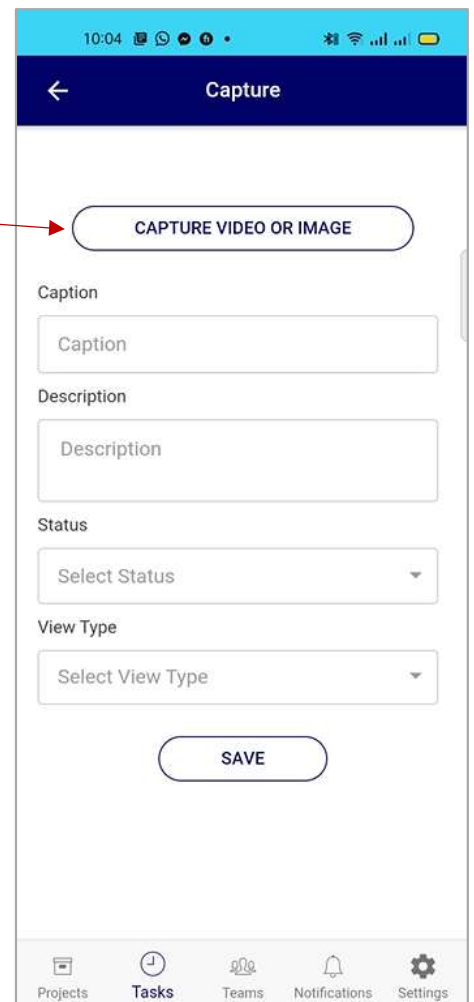 10:04
Capture
CAPTURE VIDEO OR IMAGE
Caption
Caption
Description
Description
Status
Select Status
View Type
Select View Type
SAVE
Projects Tasks Teams Notifications Settings